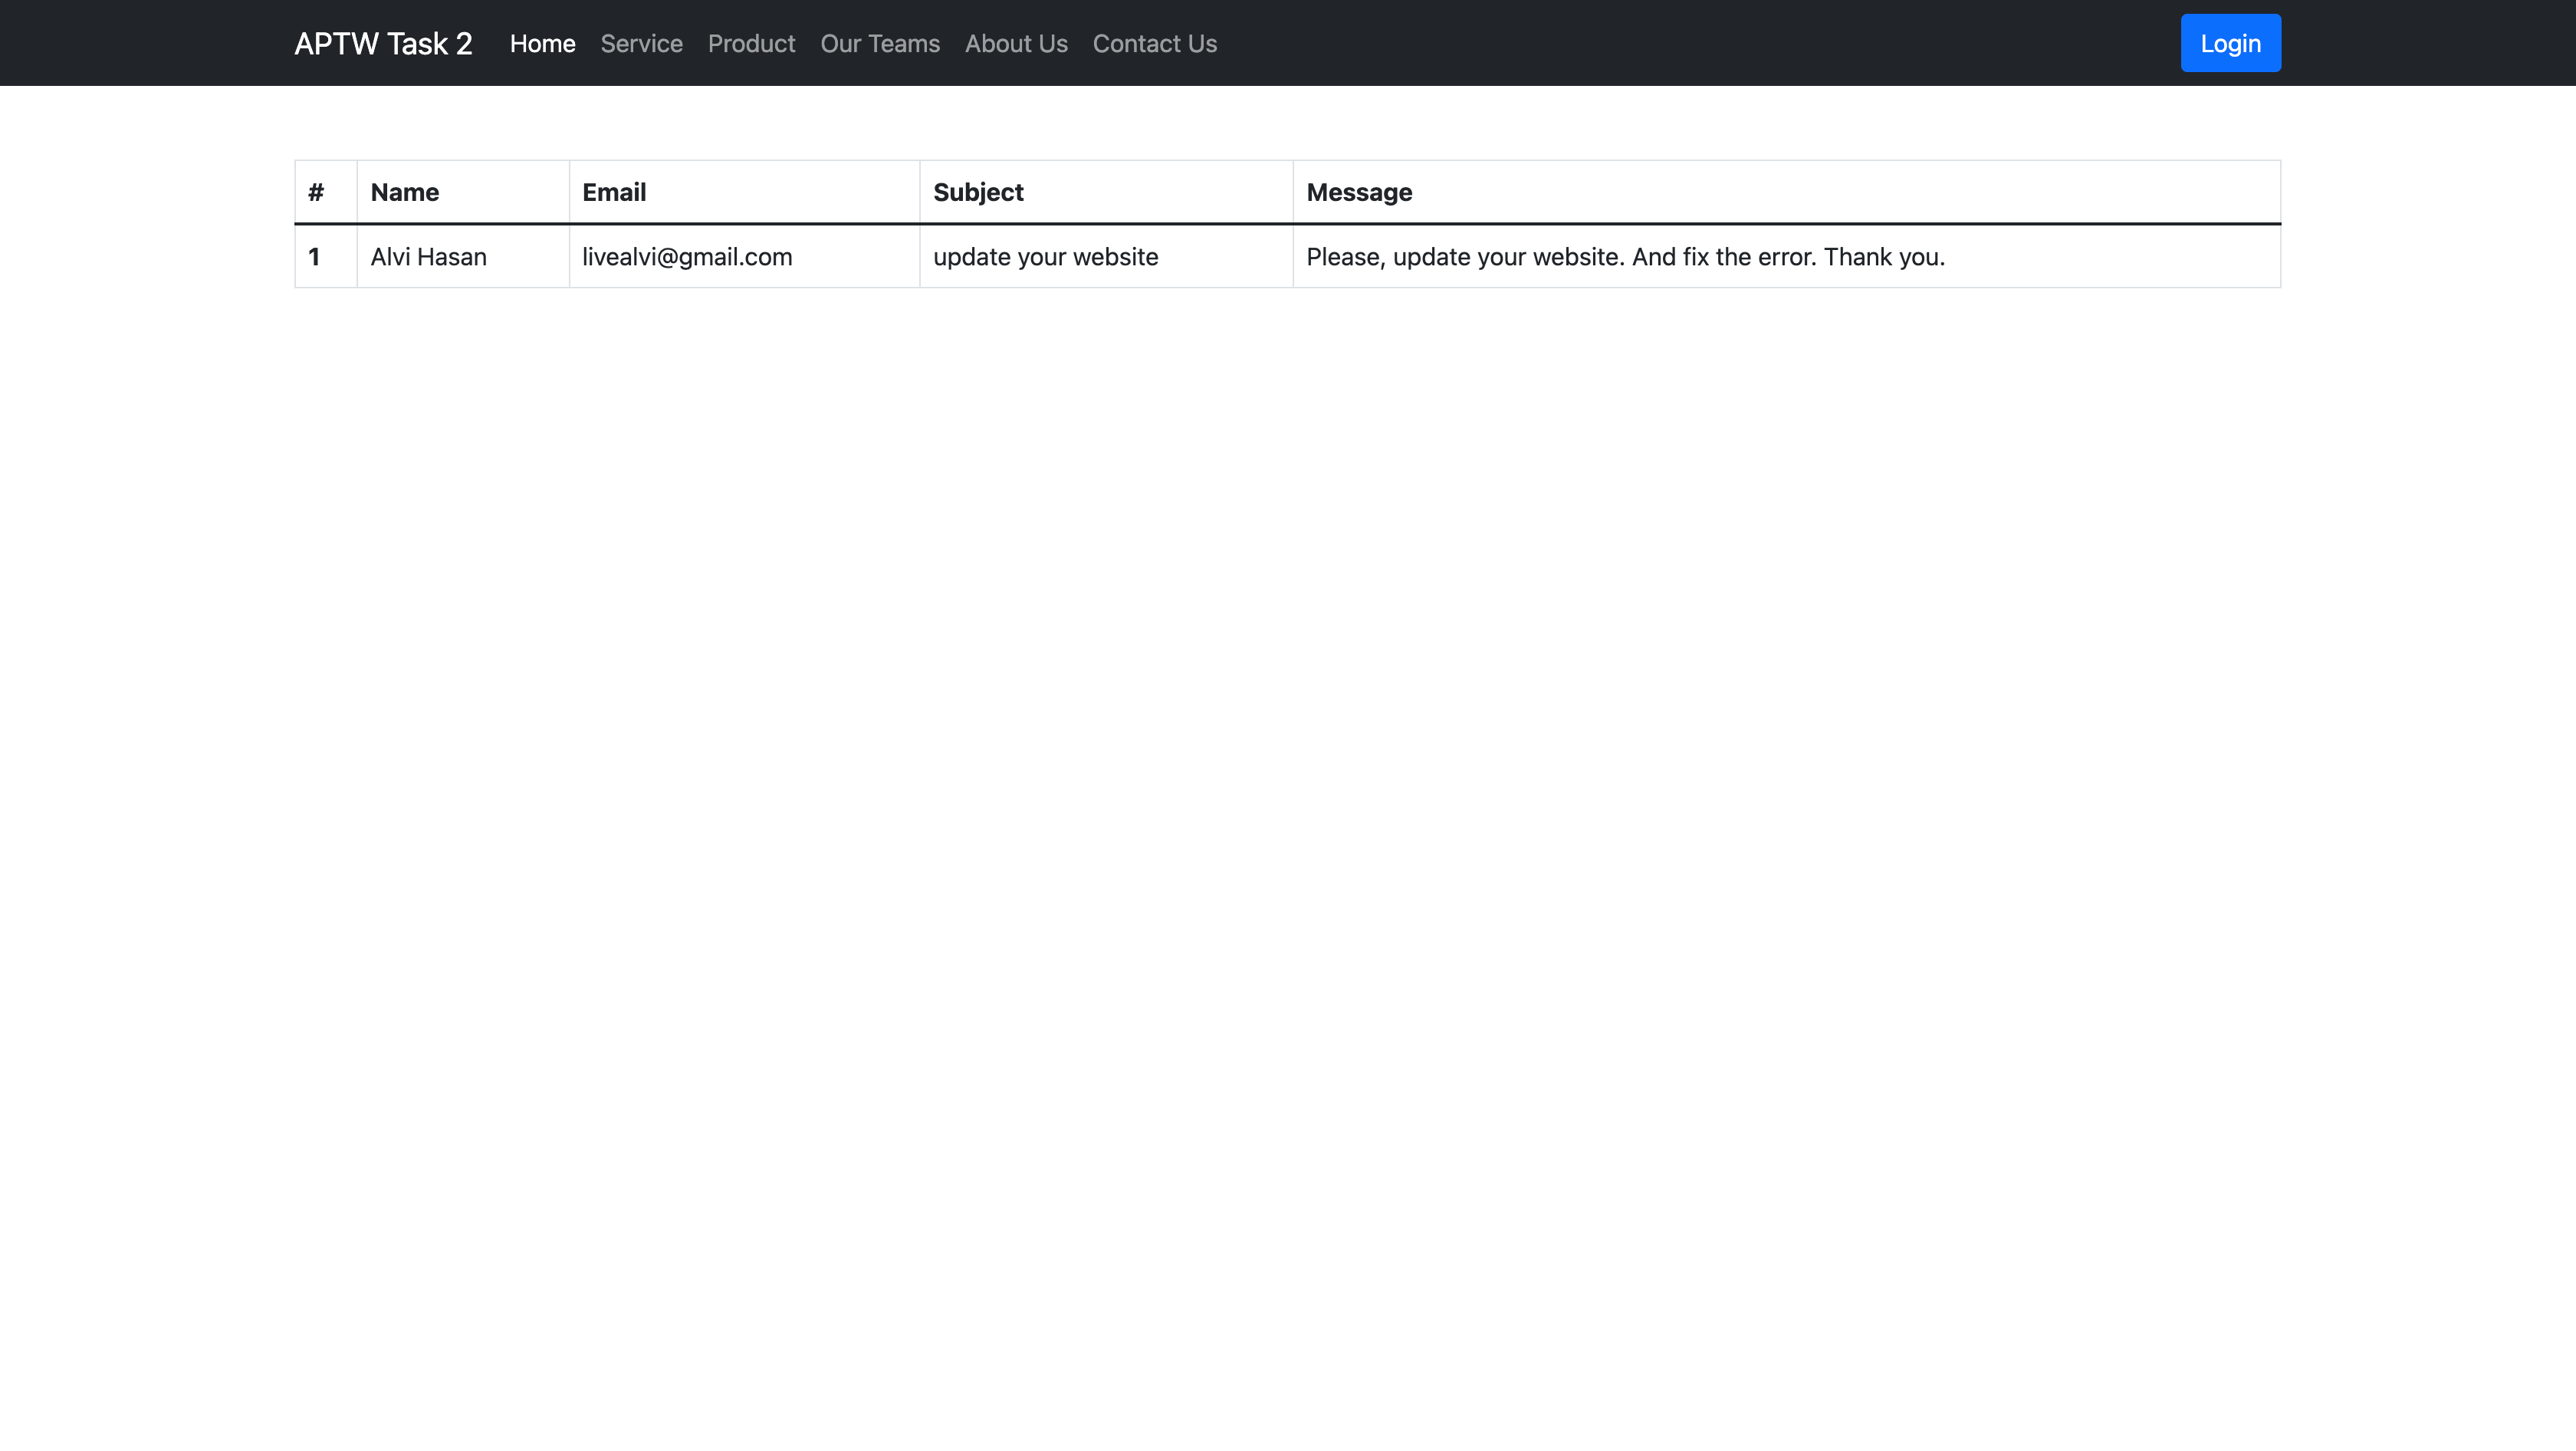 APTW Task 2 Home Service Product Our Teams About Us Contact Us Login
# Name Email Subject Message
1 Alvi Hasan livealvi@gmail.com update your website Please, update your website. And fix the error. Thank you.